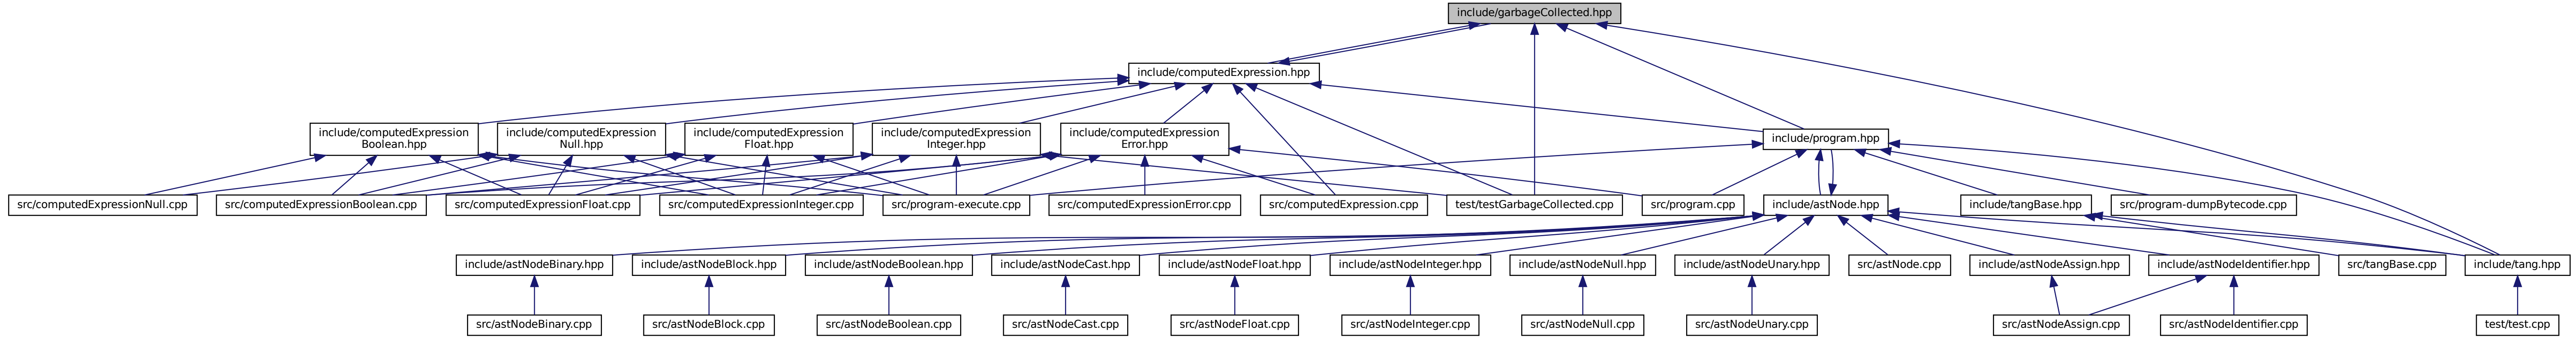 include/garbageCollected.hpp
include/computedExpression.hpp
include/computedExpression
Boolean.hpp
include/computedExpression
Null.hpp
include/computedExpression
Float.hpp
include/computedExpression
Integer.hpp
include/computedExpression
Error.hpp
include/program.hpp
src/computedExpressionNull.cpp
src/computedExpressionBoolean.cpp
src/computedExpressionFloat.cpp
src/computedExpressionInteger.cpp
src/program-execute.cpp
src/computedExpressionError.cpp
src/computedExpression.cpp
test/testGarbageCollected.cpp
src/program.cpp
include/astNode.hpp
include/tangBase.hpp
src/program-dumpBytecode.cpp
include/astNodeBinary.hpp
include/astNodeBlock.hpp
include/astNodeBoolean.hpp
include/astNodeCast.hpp
include/astNodeFloat.hpp
include/astNodeInteger.hpp
include/astNodeNull.hpp
include/astNodeUnary.hpp
src/astNode.cpp
include/astNodeAssign.hpp
include/astNodeIdentifier.hpp
src/tangBase.cpp
include/tang.hpp
src/astNodeBinary.cpp
src/astNodeBlock.cpp
src/astNodeBoolean.cpp
src/astNodeCast.cpp
src/astNodeFloat.cpp
src/astNodeInteger.cpp
src/astNodeNull.cpp
src/astNodeUnary.cpp
src/astNodeAssign.cpp
src/astNodeIdentifier.cpp
test/test.cpp